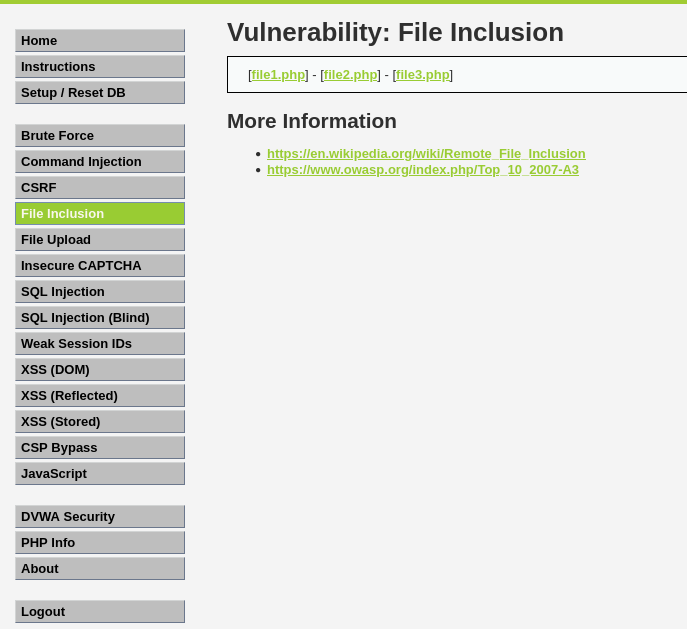 Home
Instructions
Setup / Reset DB
Brute Force
Command Injection
CSRF
File Inclusion
File Upload
Insecure CAPTCHA
SQL Injection
SQL Injection (Blind)
Weak Session IDs
XSS (DOM)
XSS (Reflected)
XSS (Stored)
CSP Bypass
JavaScript
DVWA Security
PHP Info
About
Logout
Vulnerability: File Inclusion
[file1.php] - [file2.php] - [file3.php]
More Information
• https://en.wikipedia.org/wiki/Remote_File_Inclusion
• https://www.owasp.org/index.php/Top_10_2007-A3